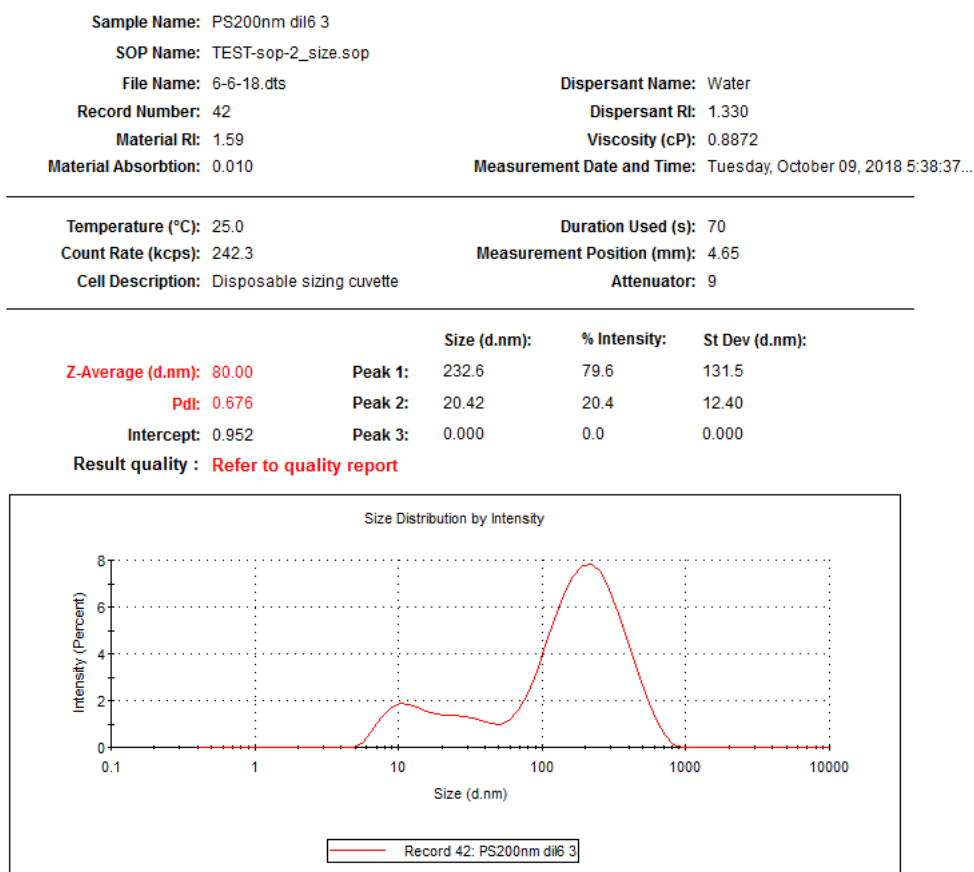 Sample Name: PS200nm dil6 3
SOP Name: TEST-sop-2_size.sop
File Name: 6-6-18.dts Dispersant Name: Water
Record Number: 42 Dispersant RI: 1.330
Material RI: 1.59 Viscosity (cP): 0.8872
Material Absorbtion: 0.010 Measurement Date and Time: Tuesday, October 09, 2018 5:38:37...
Temperature (°C): 25.0 Duration Used (s): 70
Count Rate (kcps): 242.3 Measurement Position (mm): 4.65
Cell Description: Disposable sizing cuvette Attenuator: 9
Size (d.nm): % Intensity: St Dev (d.nm):
Z-Average (d.nm): 80.00 Peak 1: 232.6 79.6 131.5
PdI: 0.676 Peak 2: 20.42 20.4 12.40
Intercept: 0.952 Peak 3: 0.000 0.0 0.000
Result quality : Refer to quality report
Size Distribution by Intensity
Intensity (Percent)
8
6
4
2
0
0.1 1 10 100 1000 10000
Size (d.nm)
Record 42: PS200nm dil6 3